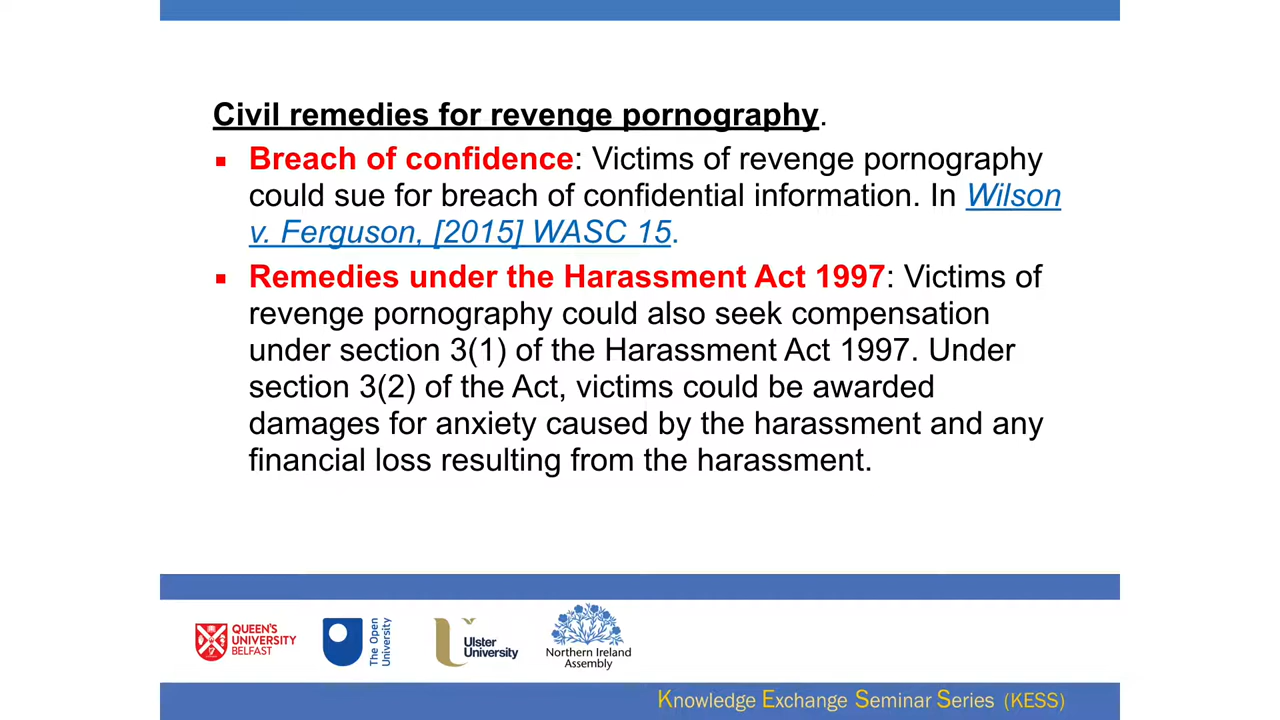 Civil remedies for revenge pornography.
▪ Breach of confidence: Victims of revenge pornography
could sue for breach of confidential information. In Wilson
v. Ferguson, [2015] WASC 15.
▪ Remedies under the Harassment Act 1997: Victims of
revenge pornography could also seek compensation
under section 3(1) of the Harassment Act 1997. Under
section 3(2) of the Act, victims could be awarded
damages for anxiety caused by the harassment and any
financial loss resulting from the harassment.
QUEEN'S
UNIVERSITY
BELFAST
The Open
University
Ulster
University
Northern Ireland
Assembly
Knowledge Exchange Seminar Series (KESS)